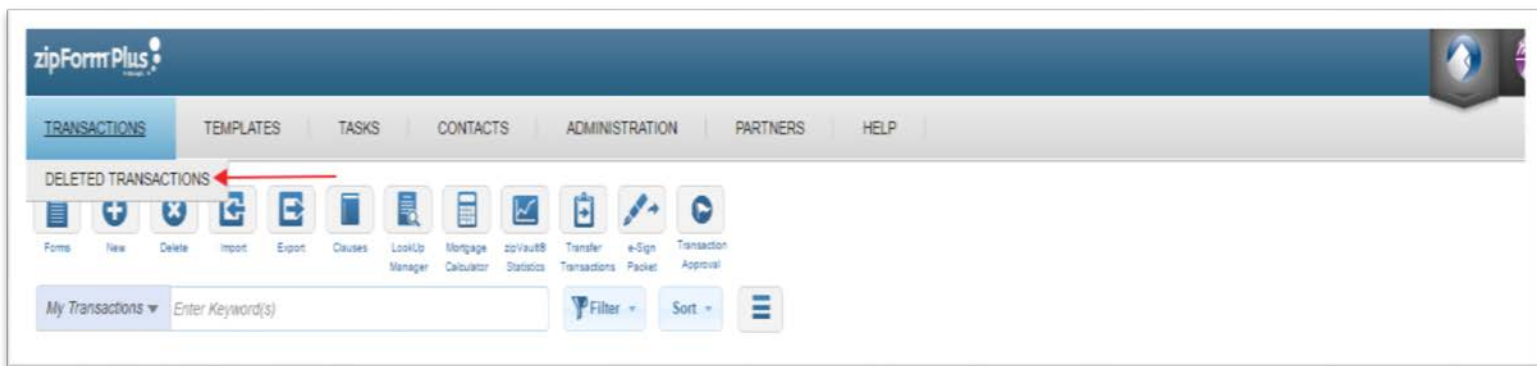 zipForm Plus
TRANSACTIONS TEMPLATES TASKS CONTACTS ADMINISTRATION PARTNERS HELP
DELETED TRANSACTIONS
Forms New Delete Import Export Clauses LookUp Manager Mortgage Calculator zipVault® Statistics Transfer Transactions e-Sign Packet Transaction Approval
My Transactions Enter Keyword(s) Filter Sort